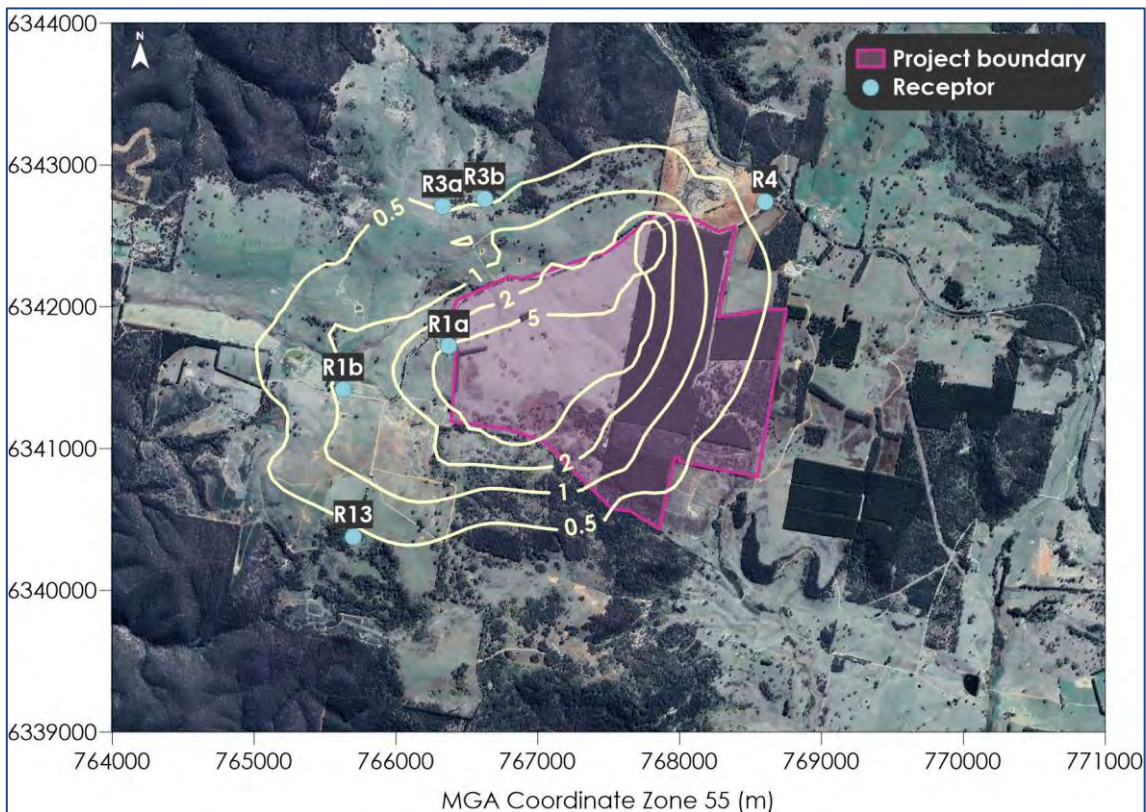 6344000
6343000
6342000
6341000
6340000
6339000
N
Project boundary
Receptor
R3a
R3b
R4
0.5
1
2
5
R1a
R1b
2
1
0.5
R13
764000
765000
766000
767000
768000
769000
770000
771000
MGA Coordinate Zone 55 (m)